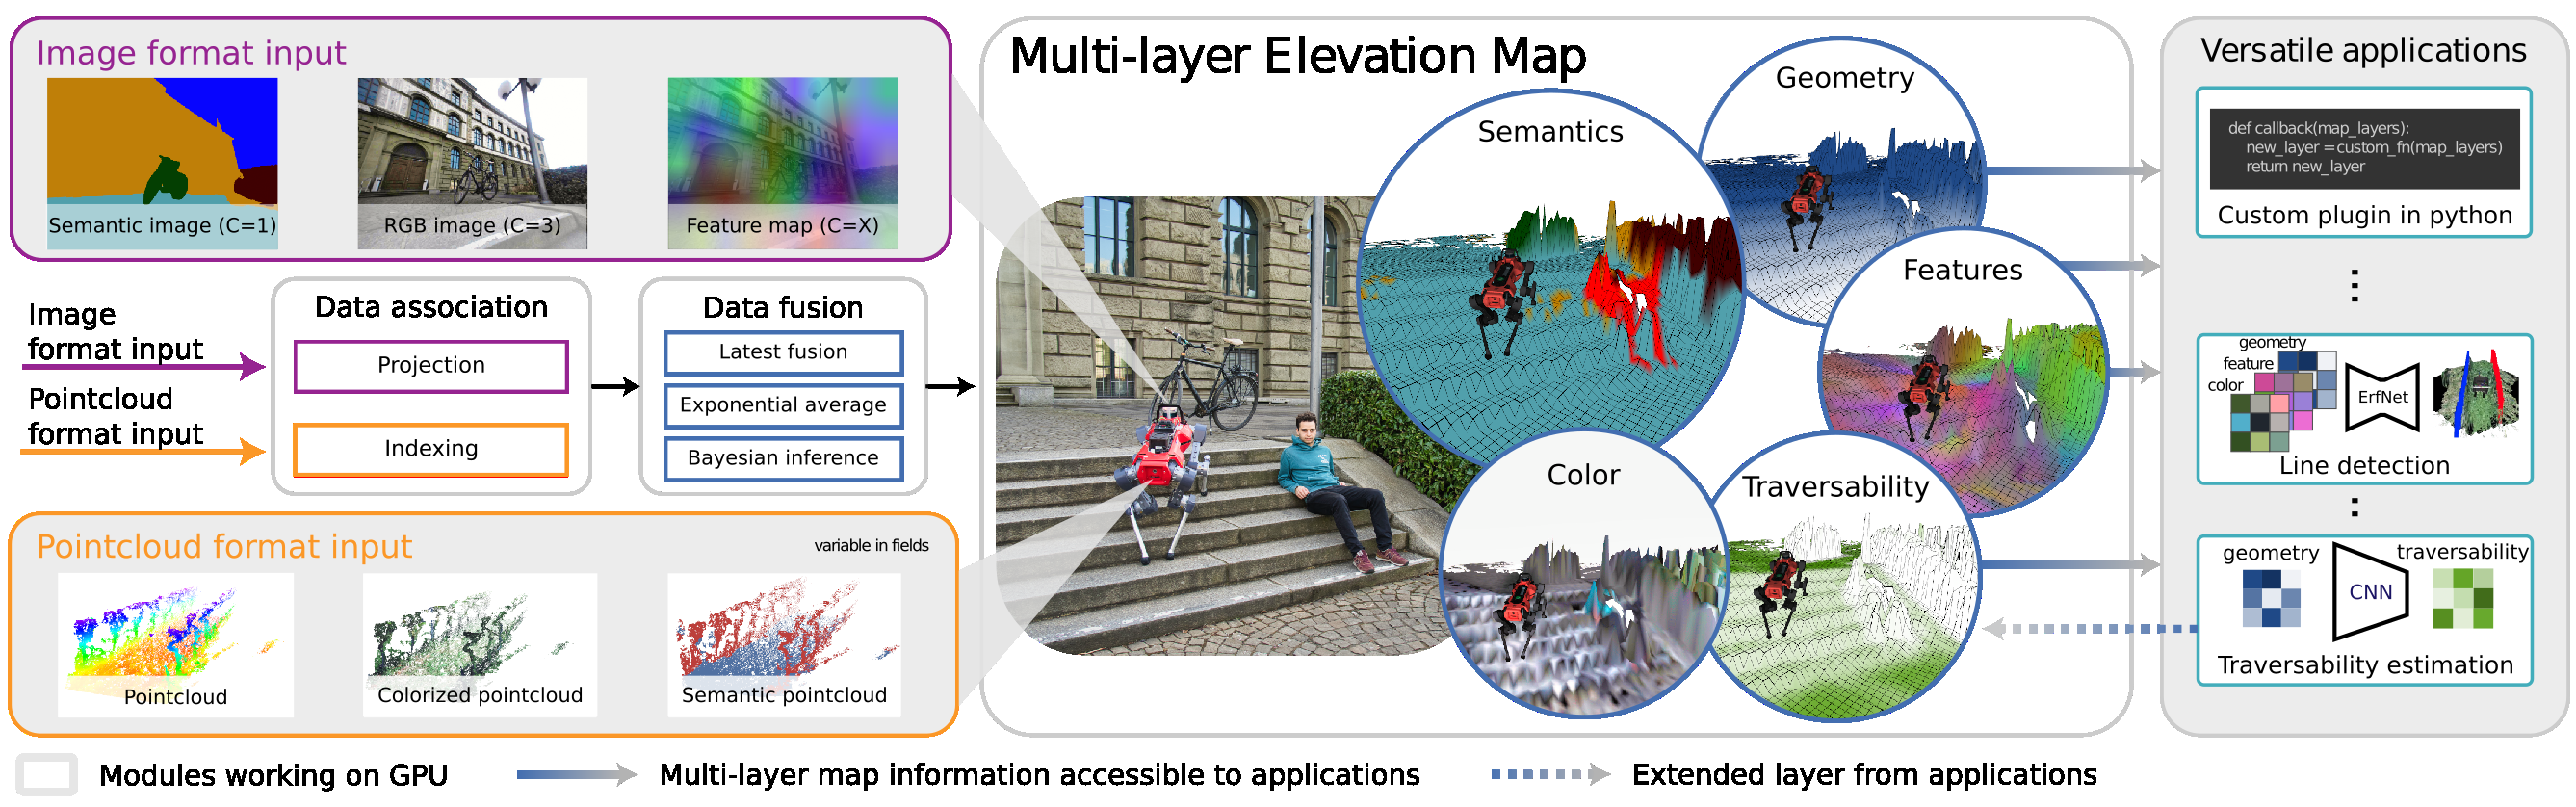 Image format input
Semantic image (C=1)
RGB image (C=3)
Feature map (C=X)
Image
format input
Pointcloud
format input
Data association
Projection
Indexing
Data fusion
Latest fusion
Exponential average
Bayesian inference
Pointcloud format input
variable in fields
Pointcloud
Colorized pointcloud
Semantic pointcloud
Multi-layer Elevation Map
Geometry
Semantics
Features
Color
Traversability
Versatile applications
def callback(map_layers):
new_layer =custom_fn(map_layers)
return new_layer
Custom plugin in python
geometry
feature
color
ErfNet
Line detection
geometry
traversability
CNN
Traversability estimation
Modules working on GPU
Multi-layer map information accessible to applications
Extended layer from applications